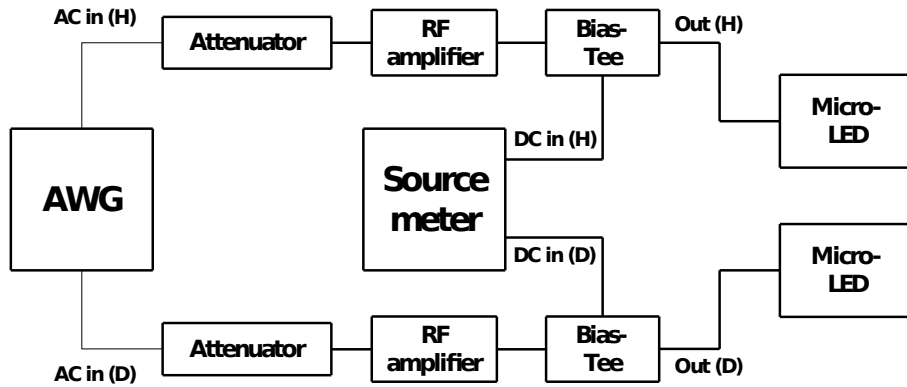 AC in (H)
Attenuator
RF
amplifier
Bias-
Tee
Out (H)
Micro-
LED
AWG
Source
meter
DC in (H)
DC in (D)
Micro-
LED
AC in (D)
Attenuator
RF
amplifier
Bias-
Tee
Out (D)